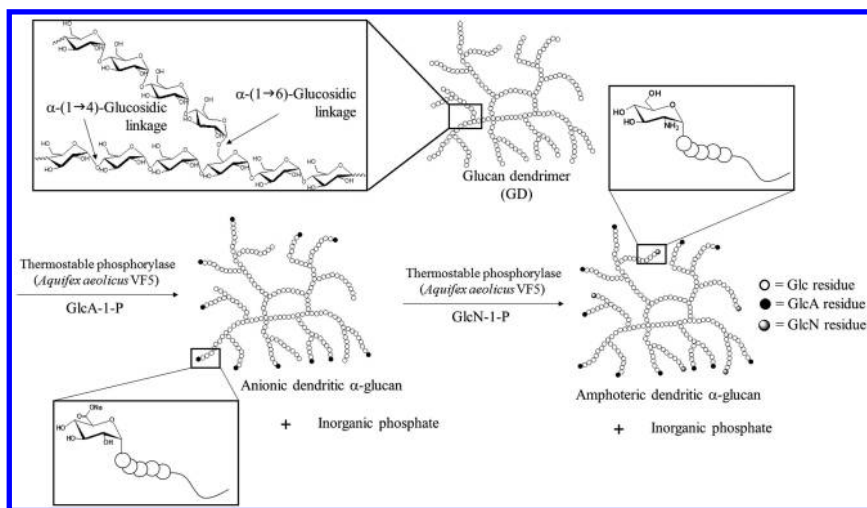 α-(1→4)-Glucosidic
linkage
α-(1→6)-Glucosidic
linkage
Glucan dendrimer
(GD)
Thermostable phosphorylase
(Aquifex aeolicus VF5)
GlcA-1-P
Anionic dendritic α-glucan
+ Inorganic phosphate
Thermostable phosphorylase
(Aquifex aeolicus VF5)
GlcN-1-P
Amphoteric dendritic α-glucan
+ Inorganic phosphate
= Glc residue
= GlcA residue
= GlcN residue